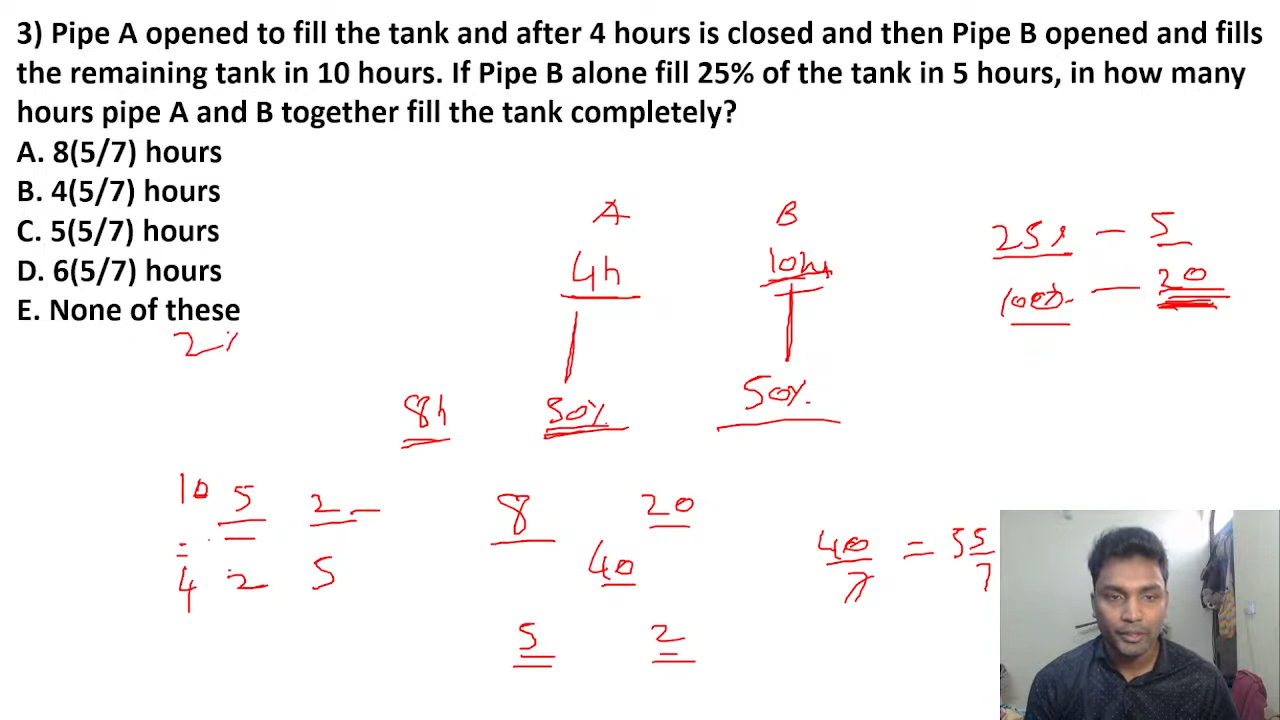 3) Pipe A opened to fill the tank and after 4 hours is closed and then Pipe B opened and fills
the remaining tank in 10 hours. If Pipe B alone fill 25% of the tank in 5 hours, in how many
hours pipe A and B together fill the tank completely?
A. 8(5/7) hours
B. 4(5/7) hours
C. 5(5/7) hours
D. 6(5/7) hours
E. None of these
A B
4h 10hr
25% - 5
100% - 20
8h 50% 50%
10 5 2 -
= 4 2 5
8 20
40
5 2
40/7 = 5 5/7